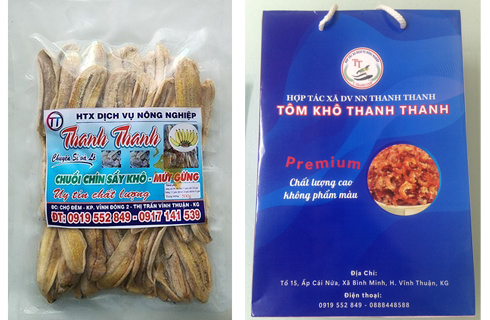 TT
HTX DỊCH VỤ NÔNG NGHIỆP
Thanh Thanh
Chuyên Sỉ và Lẻ
CHUỐI CHÍN SẤY KHÔ - MỨT GỪNG
Uy tín chất lượng
ĐC: CHỢ ĐÊM - KP. VĨNH ĐÔNG 2 - THỊ TRẤN VĨNH THUẬN - KG
ĐT: 0919 552 849 - 0917 141 539
TT
HỢP TÁC XÃ DV NN THANH THANH
TÔM KHÔ THANH THANH
Premium
Chất lượng cao
Không phẩm màu
Địa Chỉ:
Tổ 15, Ấp Cái Nứa, Xã Bình Minh, H. Vĩnh Thuận, KG
Điện thoại:
0919 552 849 - 0888448588